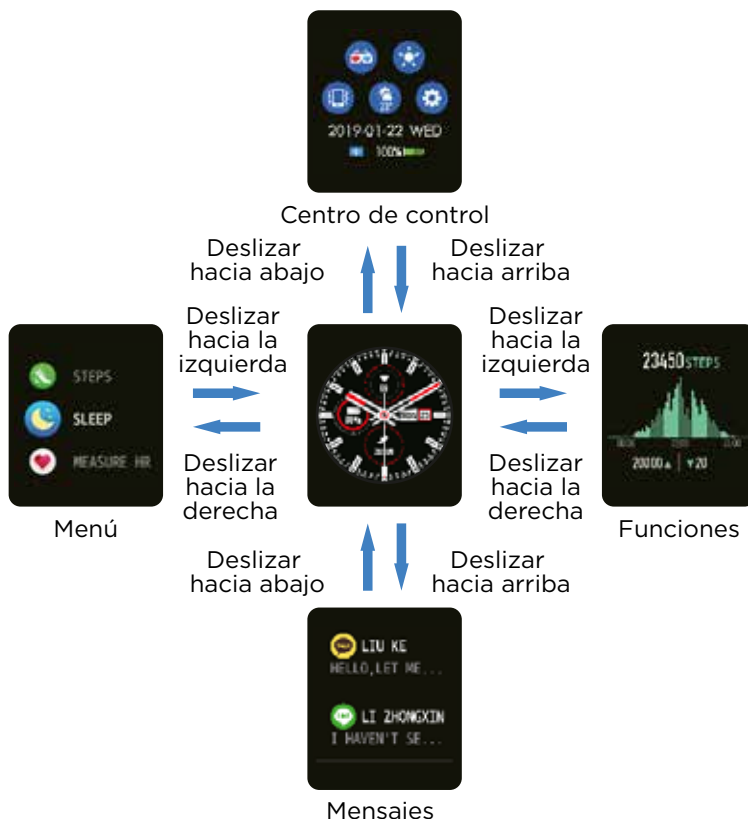 23°
2019-01-22 WED
100%
Centro de control
Deslizar
hacia abajo
Deslizar
hacia arriba
Deslizar
hacia la
izquierda
Deslizar
hacia la
izquierda
STEPS
SLEEP
MEASURE HR
23450 STEPS
20000 ▲ | ▼20
Deslizar
hacia la
derecha
Deslizar
hacia la
derecha
Menú
Funciones
Deslizar
hacia abajo
Deslizar
hacia arriba
LIU KE
HELLO,LET ME...
LI ZHONGXIN
I HAVEN'T SE...
Mensaies